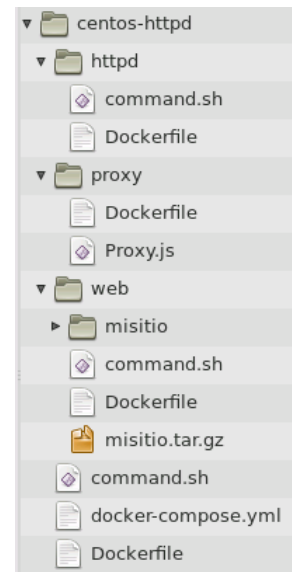 centos-httpd
httpd
command.sh
Dockerfile
proxy
Dockerfile
Proxy.js
web
misitio
command.sh
Dockerfile
misitio.tar.gz
command.sh
docker-compose.yml
Dockerfile